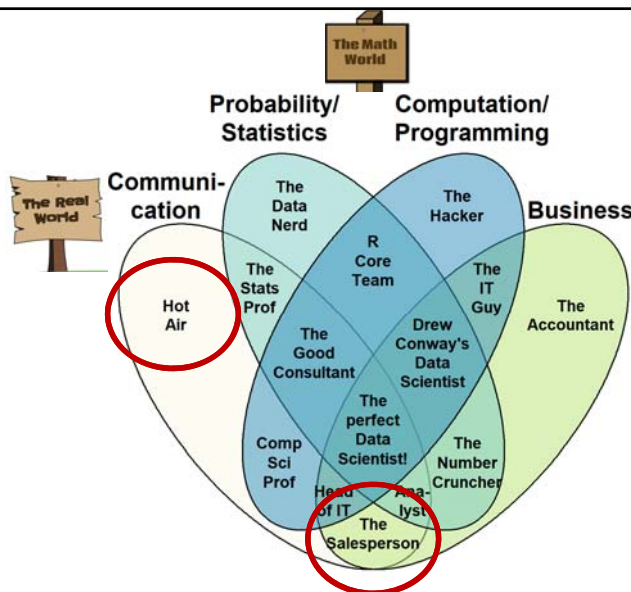 The Math
World
Probability/
Statistics
Computation/
Programming
The Real
World
Communi-
cation
Business
The
Data
Nerd
The
Hacker
R
Core
Team
The
Stats
Prof
The
IT
Guy
Hot
Air
The
Accountant
The
Good
Consultant
Drew
Conway's
Data
Scientist
The
perfect
Data
Scientist!
Comp
Sci
Prof
The
Number
Cruncher
Head
of IT
Ana-
lyst
The
Salesperson